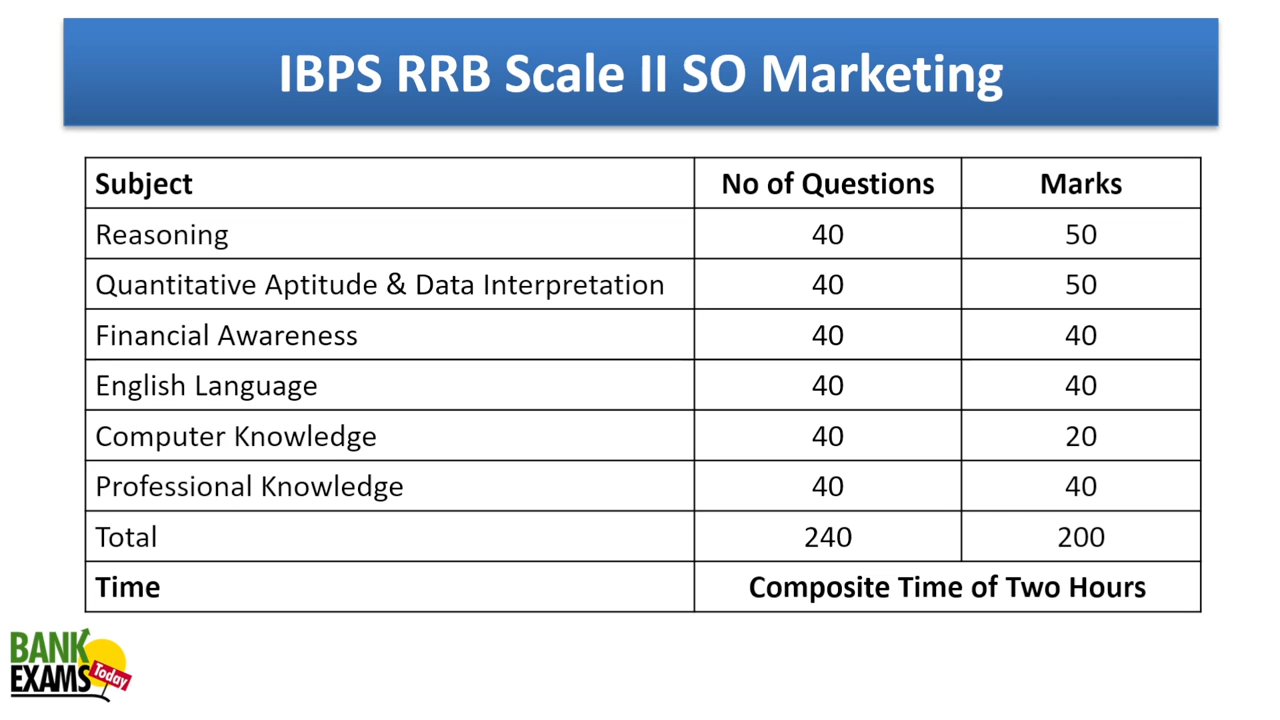 IBPS RRB Scale II SO Marketing
Subject No of Questions Marks
Reasoning 40 50
Quantitative Aptitude & Data Interpretation 40 50
Financial Awareness 40 40
English Language 40 40
Computer Knowledge 40 20
Professional Knowledge 40 40
Total 240 200
Time Composite Time of Two Hours
BANK
EXAMS Today